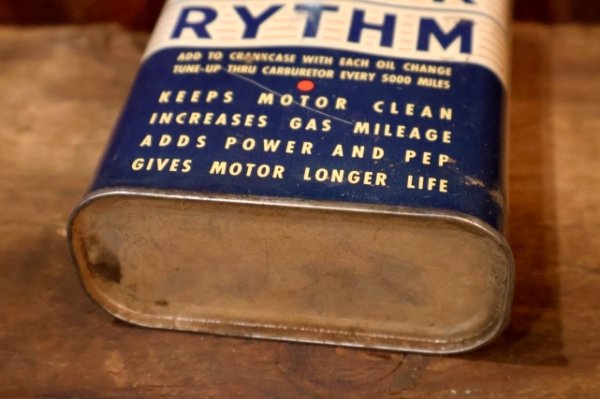 RYTHM
ADD TO CRANKCASE WITH EACH OIL CHANGE
TUNE-UP THRU CARBURETOR EVERY 5000 MILES
KEEPS MOTOR CLEAN
INCREASES GAS MILEAGE
ADDS POWER AND PEP
GIVES MOTOR LONGER LIFE